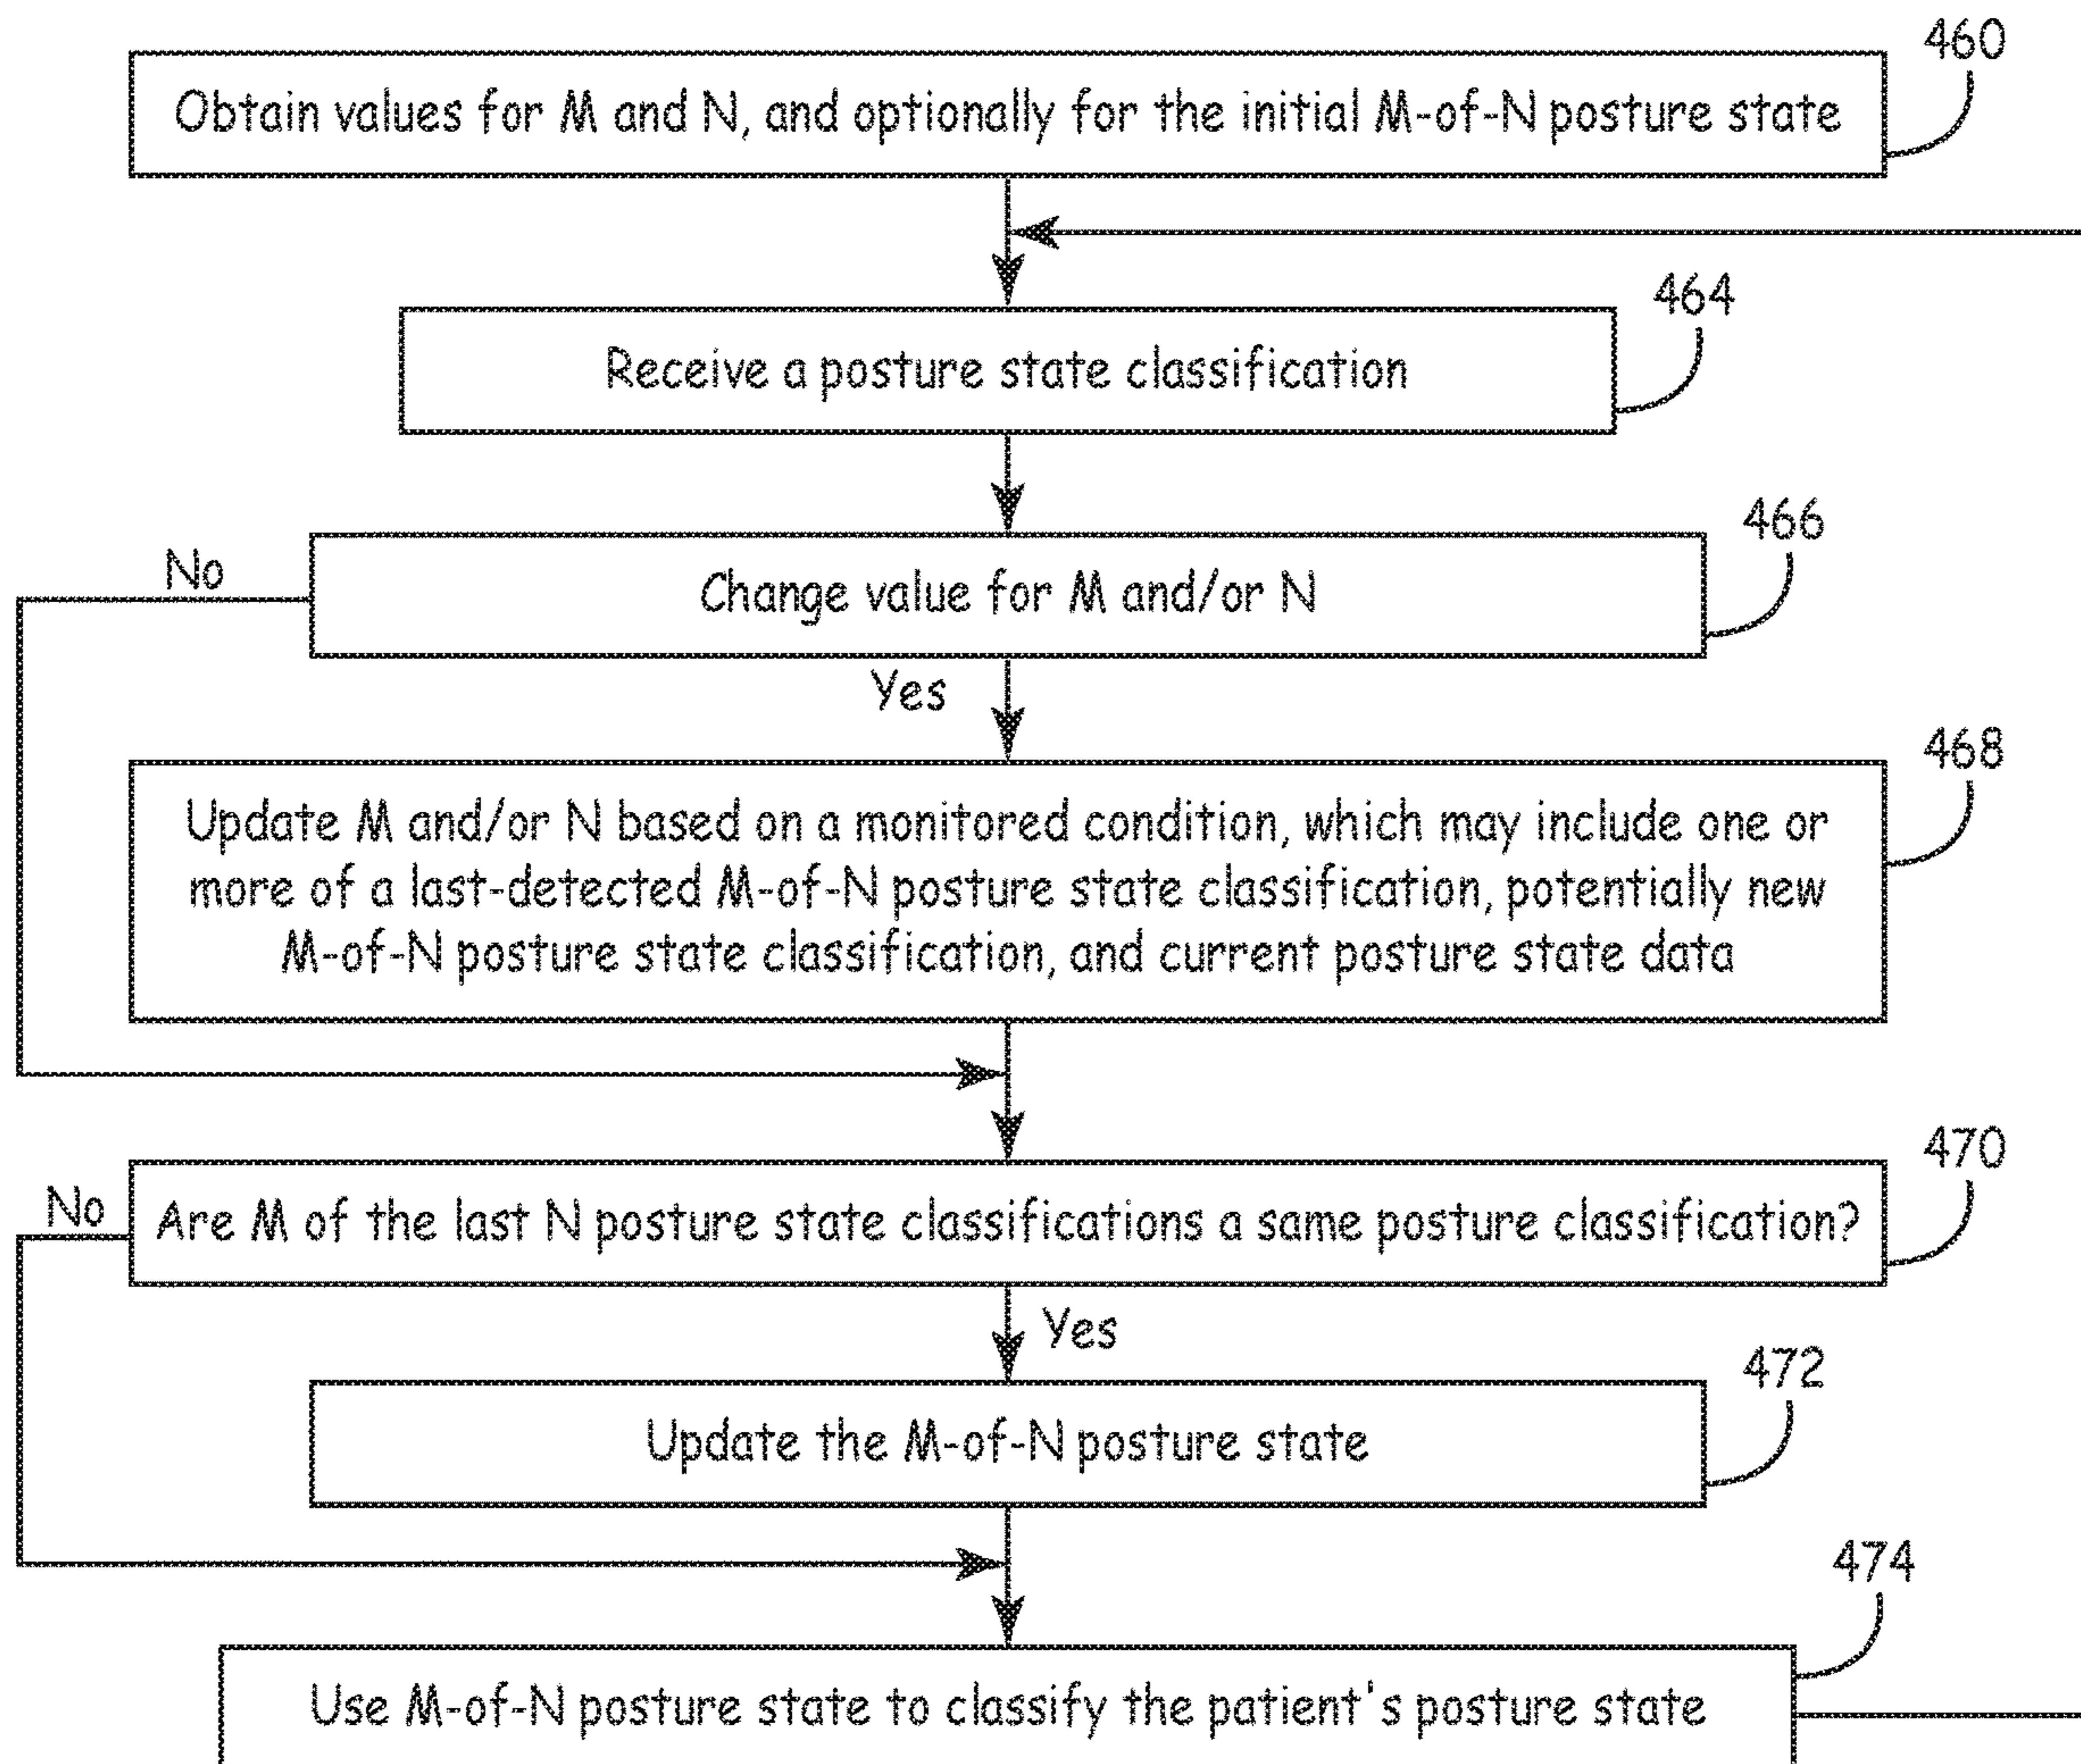 460
Obtain values for M and N, and optionally for the initial M-of-N posture state
464
Receive a posture state classification
466
No
Change value for M and/or N
Yes
468
Update M and/or N based on a monitored condition, which may include one or
more of a last-detected M-of-N posture state classification, potentially new
M-of-N posture state classification, and current posture state data
470
No
Are M of the last N posture state classifications a same posture classification?
Yes
472
Update the M-of-N posture state
474
Use M-of-N posture state to classify the patient's posture state